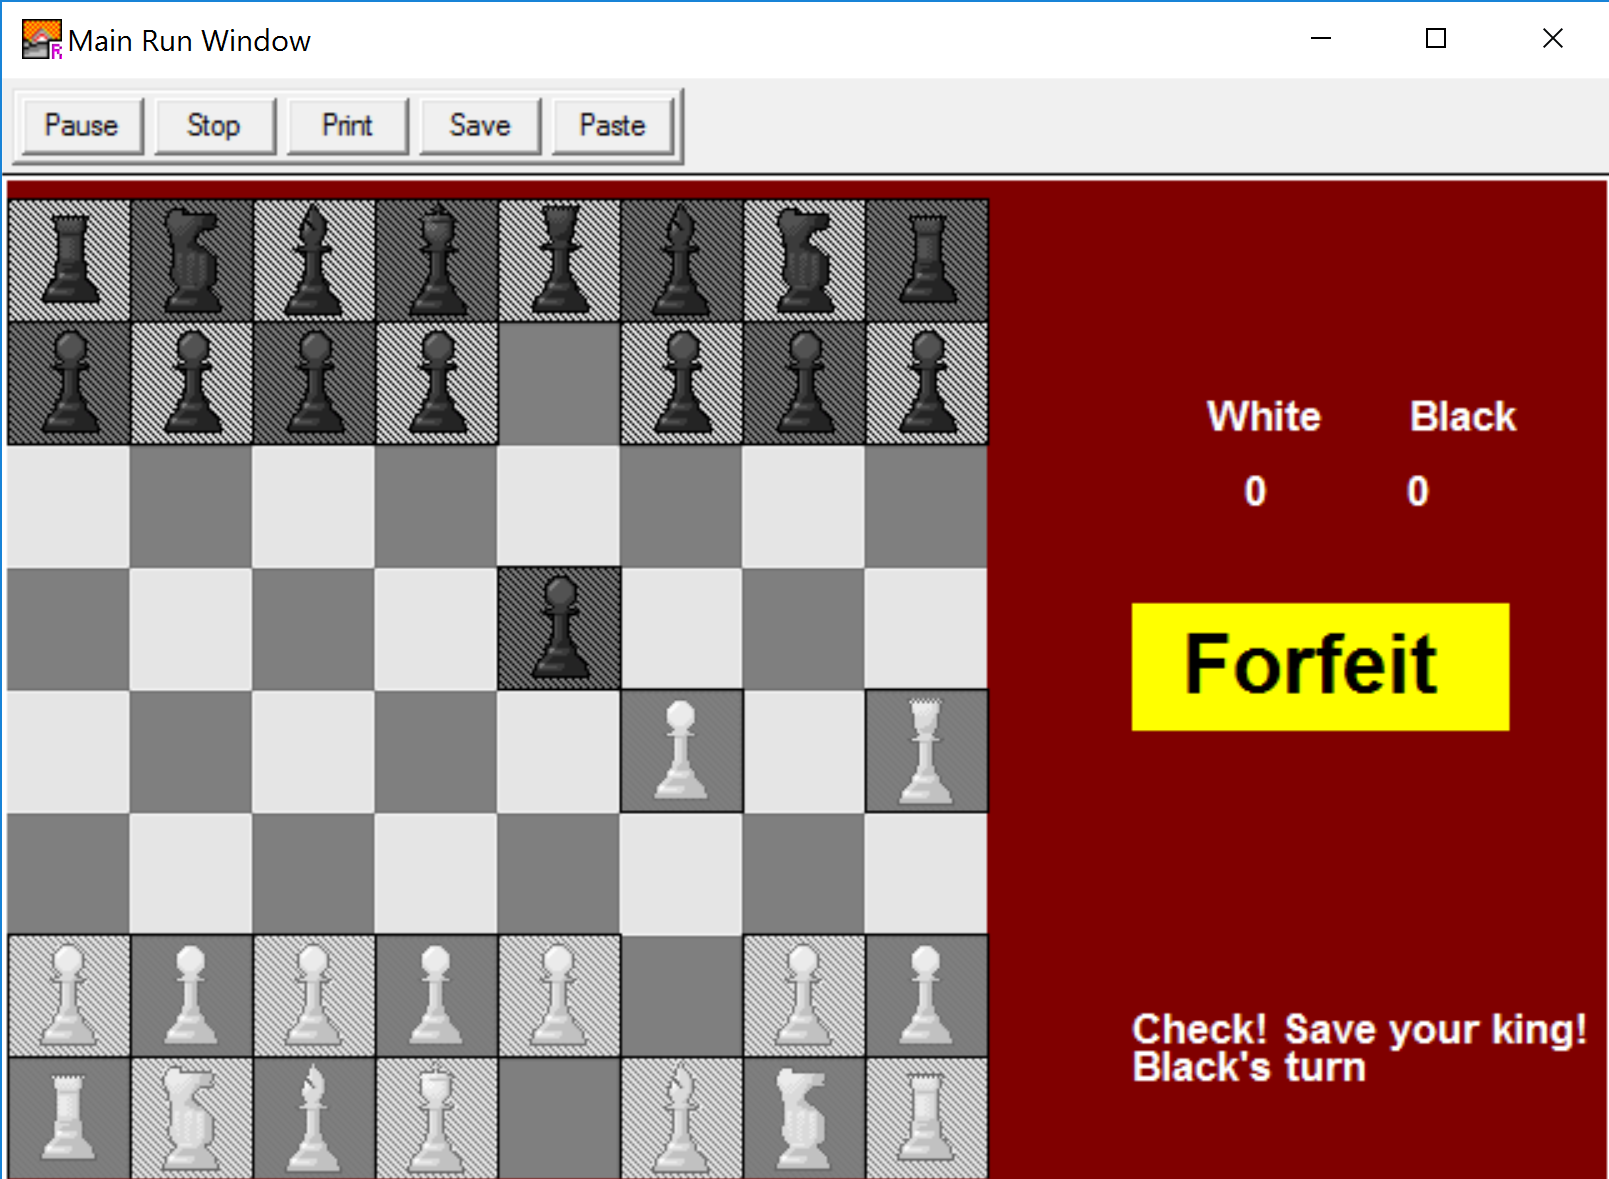 Main Run Window
Pause Stop Print Save Paste
White Black
0 0
Forfeit
Check! Save your king!
Black's turn